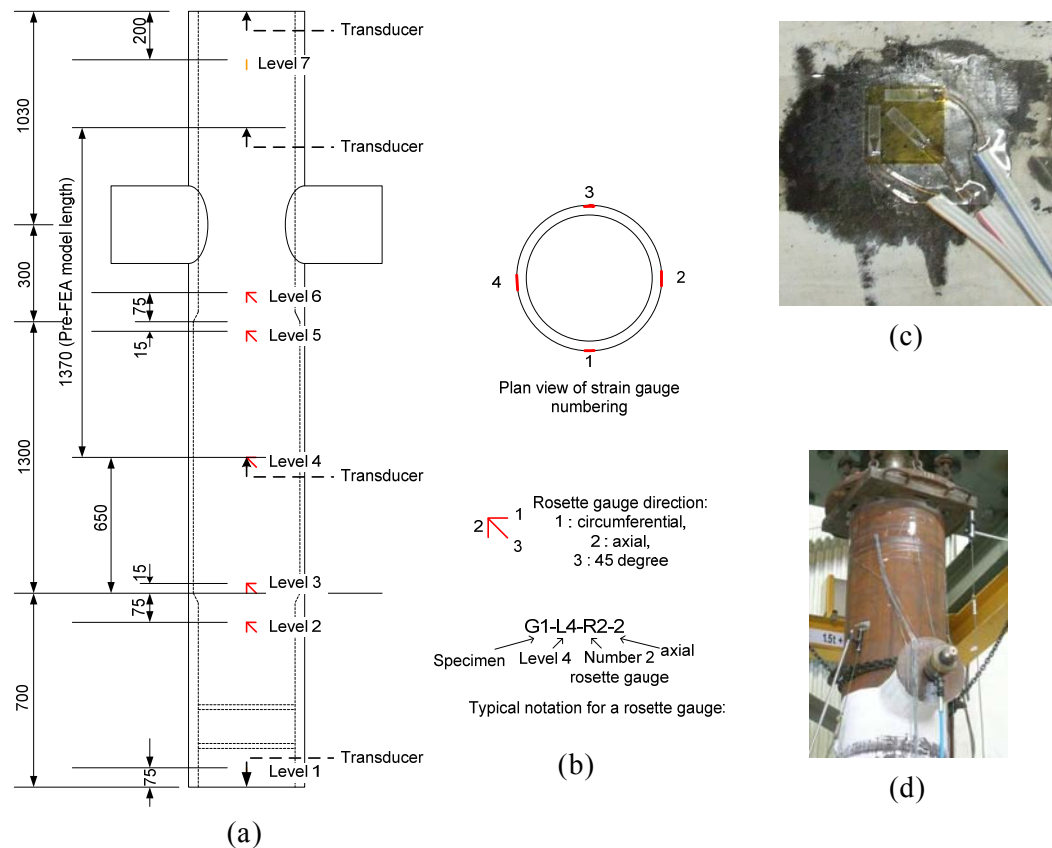 200
Transducer
Level 7
1030
Transducer
1370 (Pre-FEA model length)
300
75
Level 6
15
Level 5
1300
Level 4
Transducer
650
15
Level 3
75
Level 2
700
Transducer
Level 1
75
(a)
3
4
2
1
Plan view of strain gauge
numbering
2
1
3
Rosette gauge direction:
1 : circumferential,
2 : axial,
3 : 45 degree
G1-L4-R2-2
Specimen
Level 4
Number 2
rosette gauge
axial
Typical notation for a rosette gauge:
(b)
(c)
1.5t +
(d)